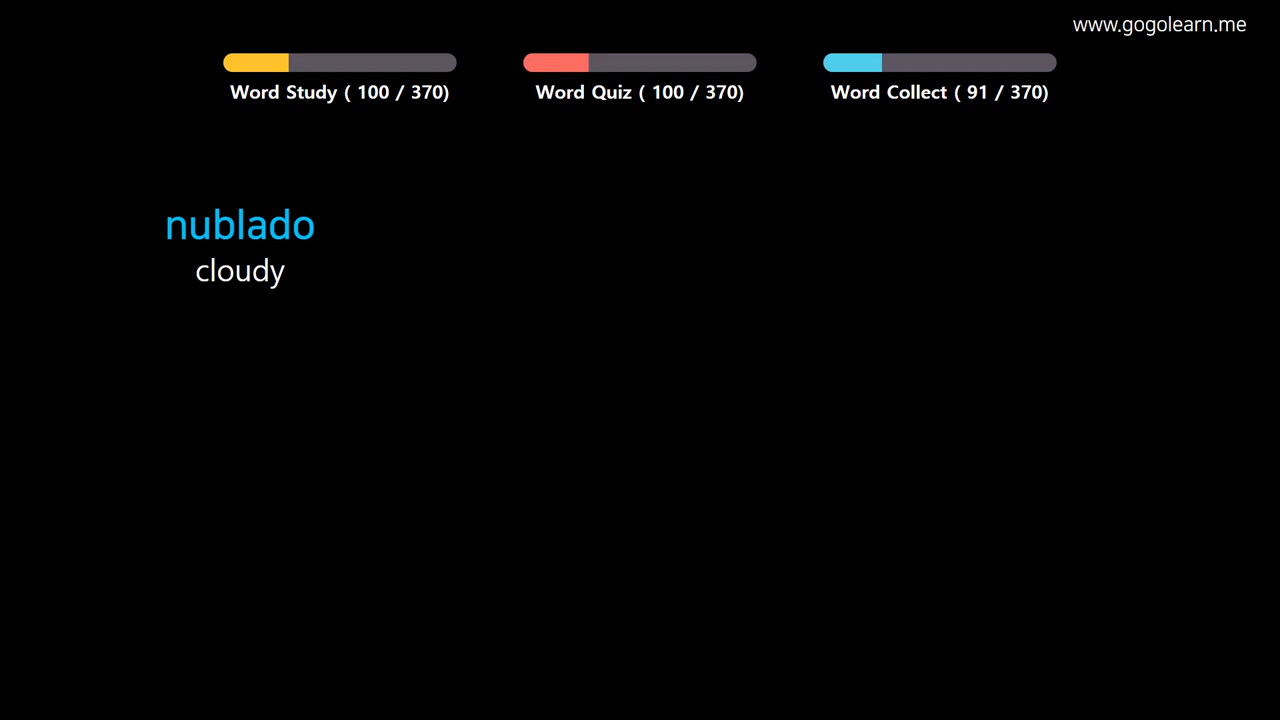 www.gogolearn.me
Word Study ( 100 / 370)
Word Quiz ( 100 / 370)
Word Collect ( 91 / 370)
nublado
cloudy